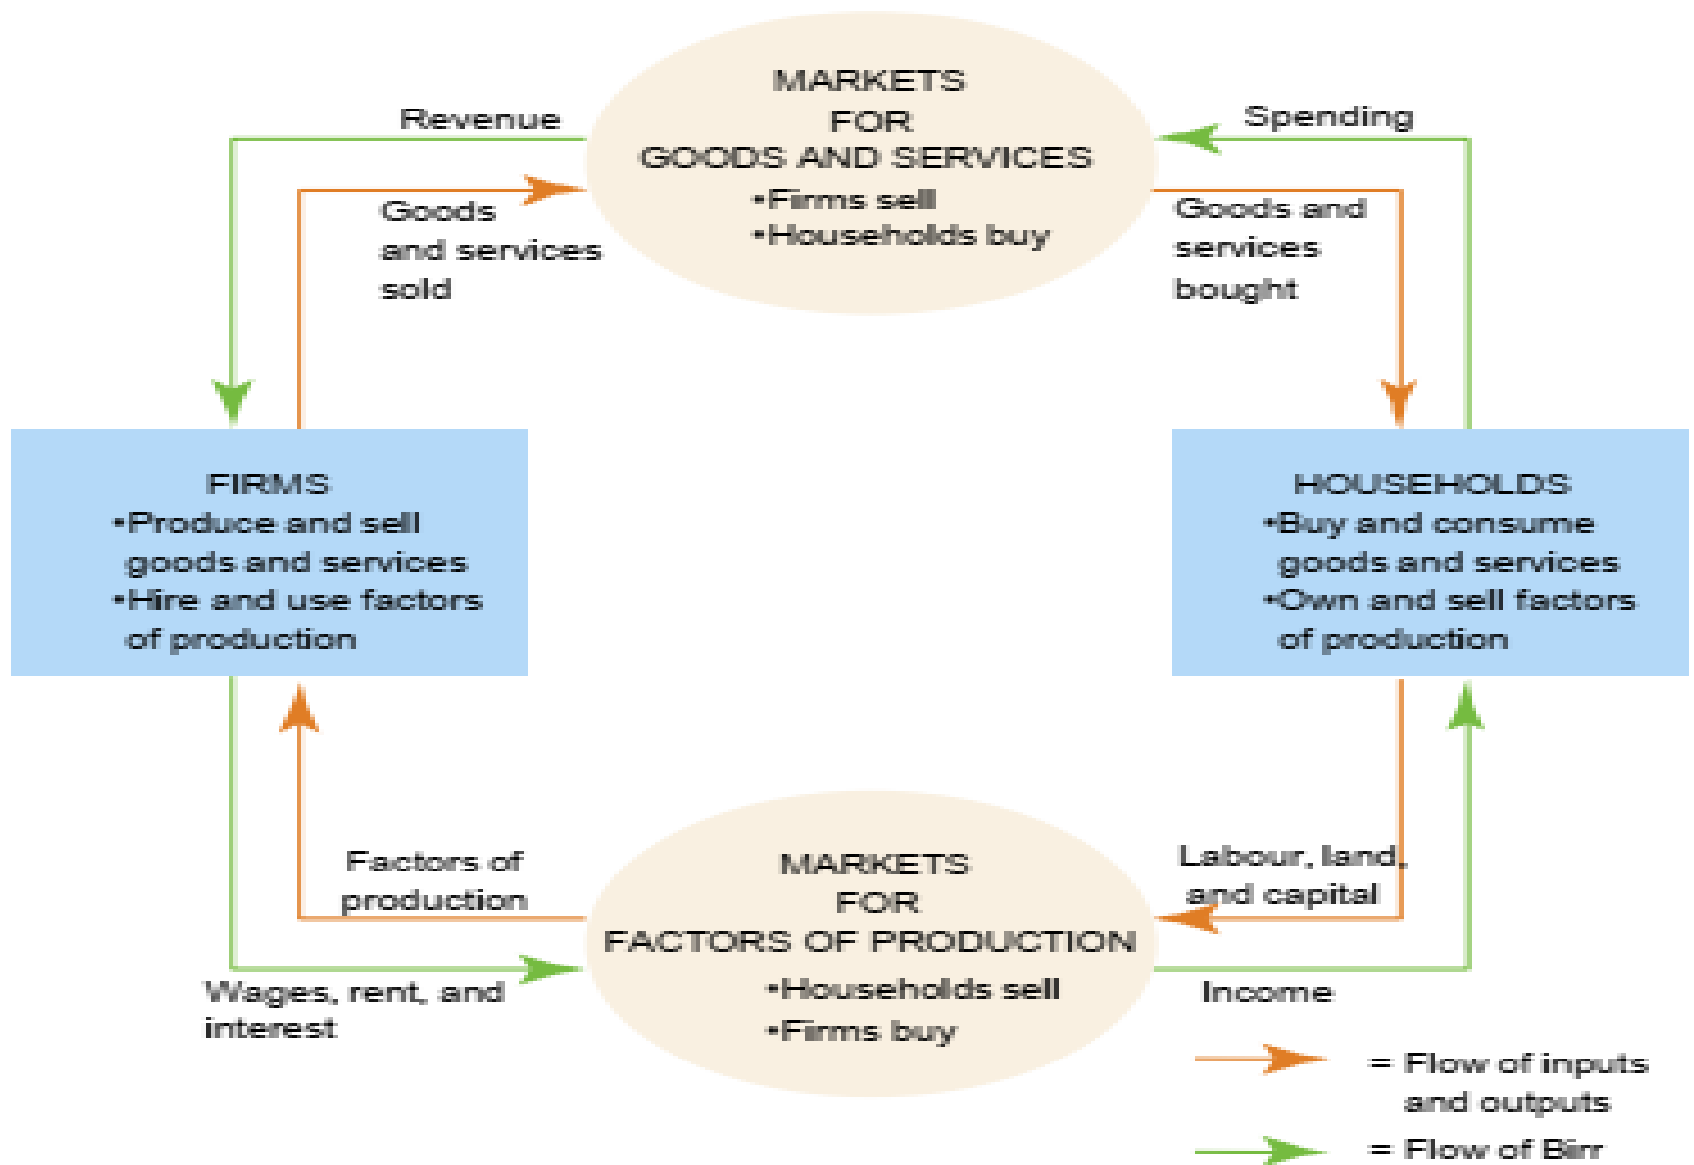 MARKETS
FOR
GOODS AND SERVICES
•Firms sell
•Households buy
Revenue
Goods
and services
sold
Spending
Goods and
services
bought
FIRMS
•Produce and sell
goods and services
•Hire and use factors
of production
HOUSEHOLDS
•Buy and consume
goods and services
•Own and sell factors
of production
Factors of
production
Wages, rent, and
interest
MARKETS
FOR
FACTORS OF PRODUCTION
•Households sell
•Firms buy
Labour, land,
and capital
Income
= Flow of inputs
and outputs
= Flow of Birr